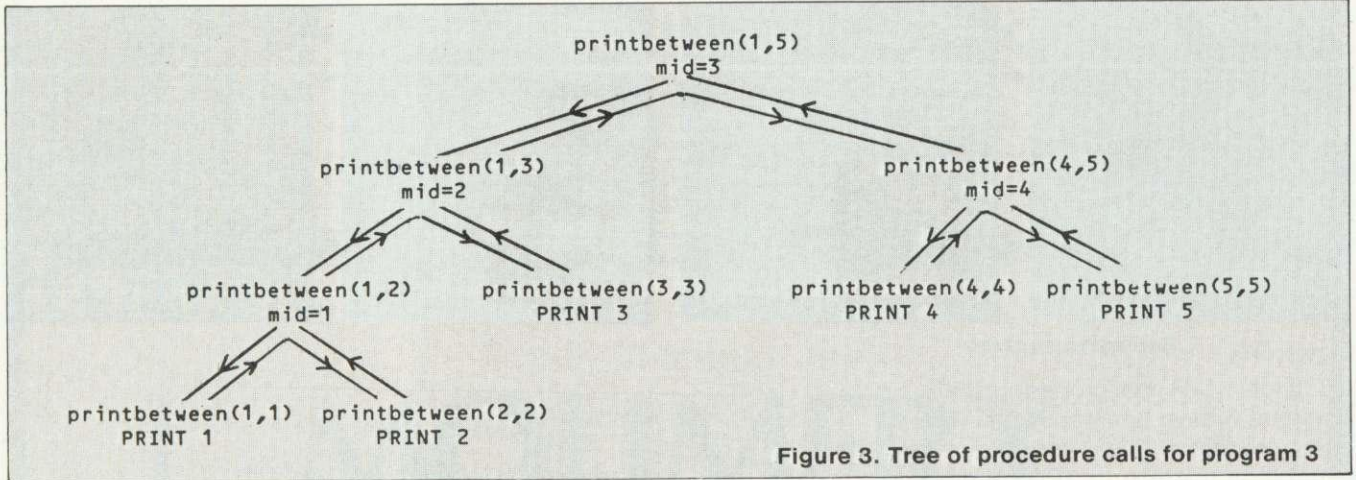 printbetween(1,5)
mid=3
printbetween(1,3)
mid=2
printbetween(4,5)
mid=4
printbetween(1,2)
mid=1
printbetween(3,3)
PRINT 3
printbetween(4,4)
PRINT 4
printbetween(5,5)
PRINT 5
printbetween(1,1)
PRINT 1
printbetween(2,2)
PRINT 2
Figure 3. Tree of procedure calls for program 3